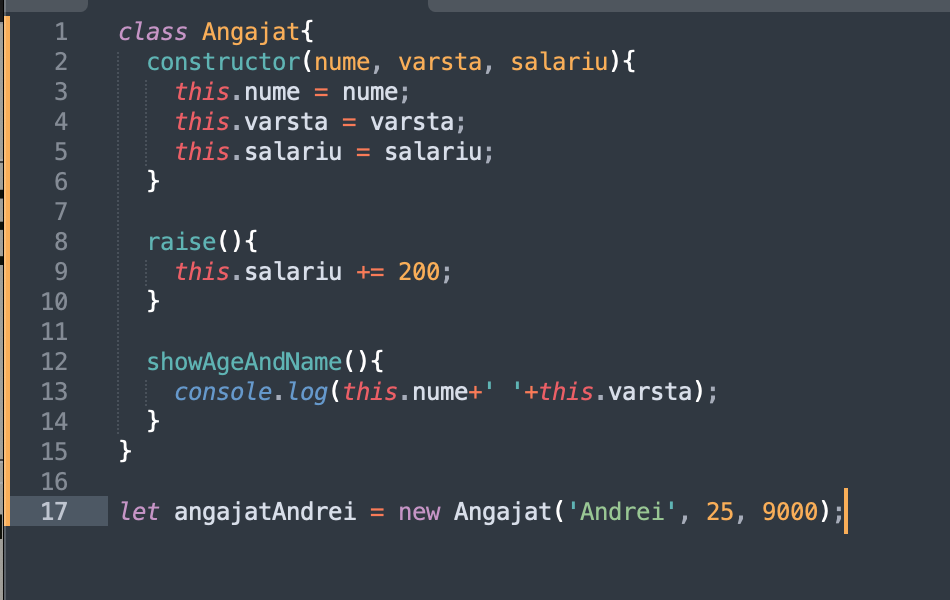 1 class Angajat{
2 constructor(nume, varsta, salariu){
3 this.nume = nume;
4 this.varsta = varsta;
5 this.salariu = salariu;
6 }
7
8 raise(){
9 this.salariu += 200;
10 }
11
12 showAgeAndName(){
13 console.log(this.nume+' '+this.varsta);
14 }
15 }
16
17 let angajatAndrei = new Angajat('Andrei', 25, 9000);